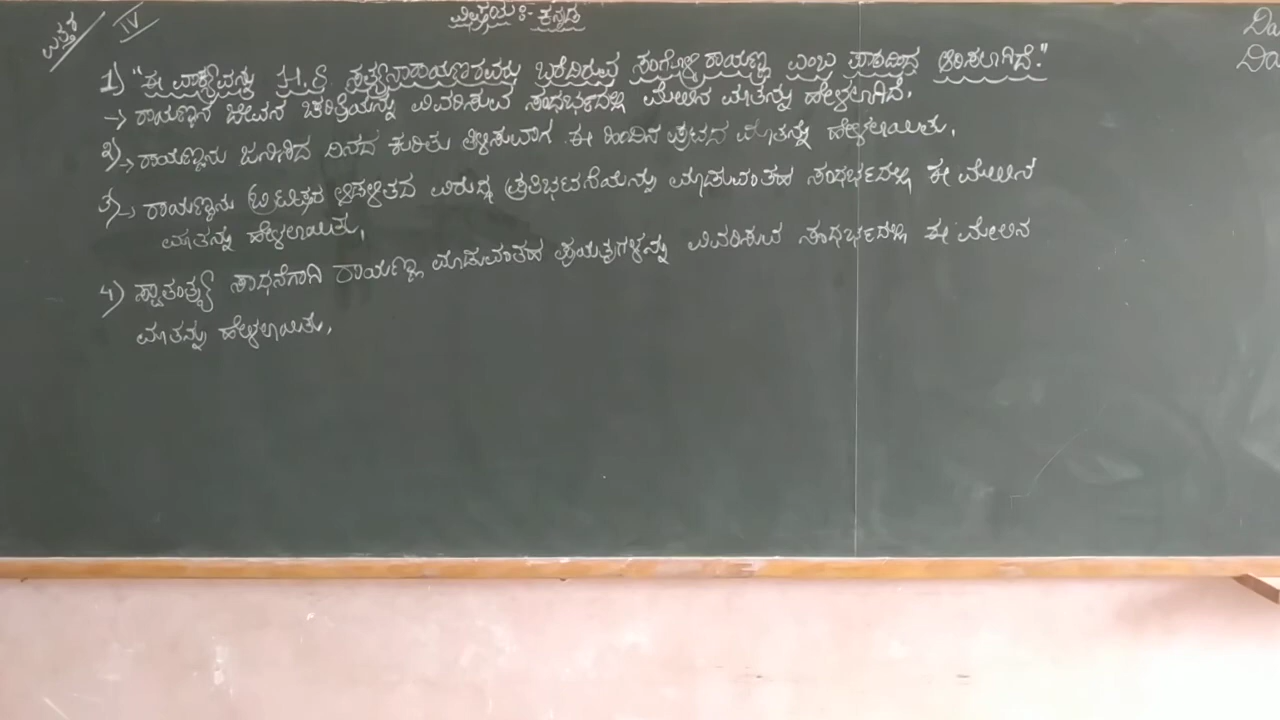 ವಿಷಯ :- ಕನ್ನಡ
ಉತ್ತರ IV
1) "ಈ ವಾಕ್ಯವನ್ನು ಹೆಚ್.ಎಸ್. ಸತ್ಯನಾರಾಯಣರವರು ಬರೆದಿರುವ ಸಂಗೊಳ್ಳಿ ರಾಯಣ್ಣ ಎಂಬ ಪಾಠದಿಂದ ಆರಿಸಲಾಗಿದೆ."
→ ರಾಯಣ್ಣನ ಜೀವನ ಚರಿತ್ರೆಯನ್ನು ವಿವರಿಸುವ ಸಂದರ್ಭದಲ್ಲಿ ಮೇಲಿನ ಮಾತನ್ನು ಹೇಳಲಾಗಿದೆ.
2)→ ರಾಯಣ್ಣನು ಜನಿಸಿದ ದಿನದ ಕುರಿತು ತಿಳಿಸುವಾಗ ಈ ಹಿಂದಿನ ಮಾತನ್ನು ಹೇಳಲಾಯಿತು.
3)→ ರಾಯಣ್ಣನು ಬ್ರಿಟಿಷರ ಆಡಳಿತದ ವಿರುದ್ಧ ಪ್ರತಿಭಟನೆಯನ್ನು ಮಾಡುವಂತಹ ಸಂದರ್ಭದಲ್ಲಿ ಈ ಮೇಲಿನ
ಮಾತನ್ನು ಹೇಳಲಾಯಿತು.
4) ಸ್ವಾತಂತ್ರ್ಯ ಸಾಧನೆಗಾಗಿ ರಾಯಣ್ಣ ಮಾಡುವಂತಹ ಪ್ರಯತ್ನಗಳನ್ನು ವಿವರಿಸುವ ಸಂದರ್ಭದಲ್ಲಿ ಈ ಮೇಲಿನ
ಮಾತನ್ನು ಹೇಳಲಾಯಿತು.